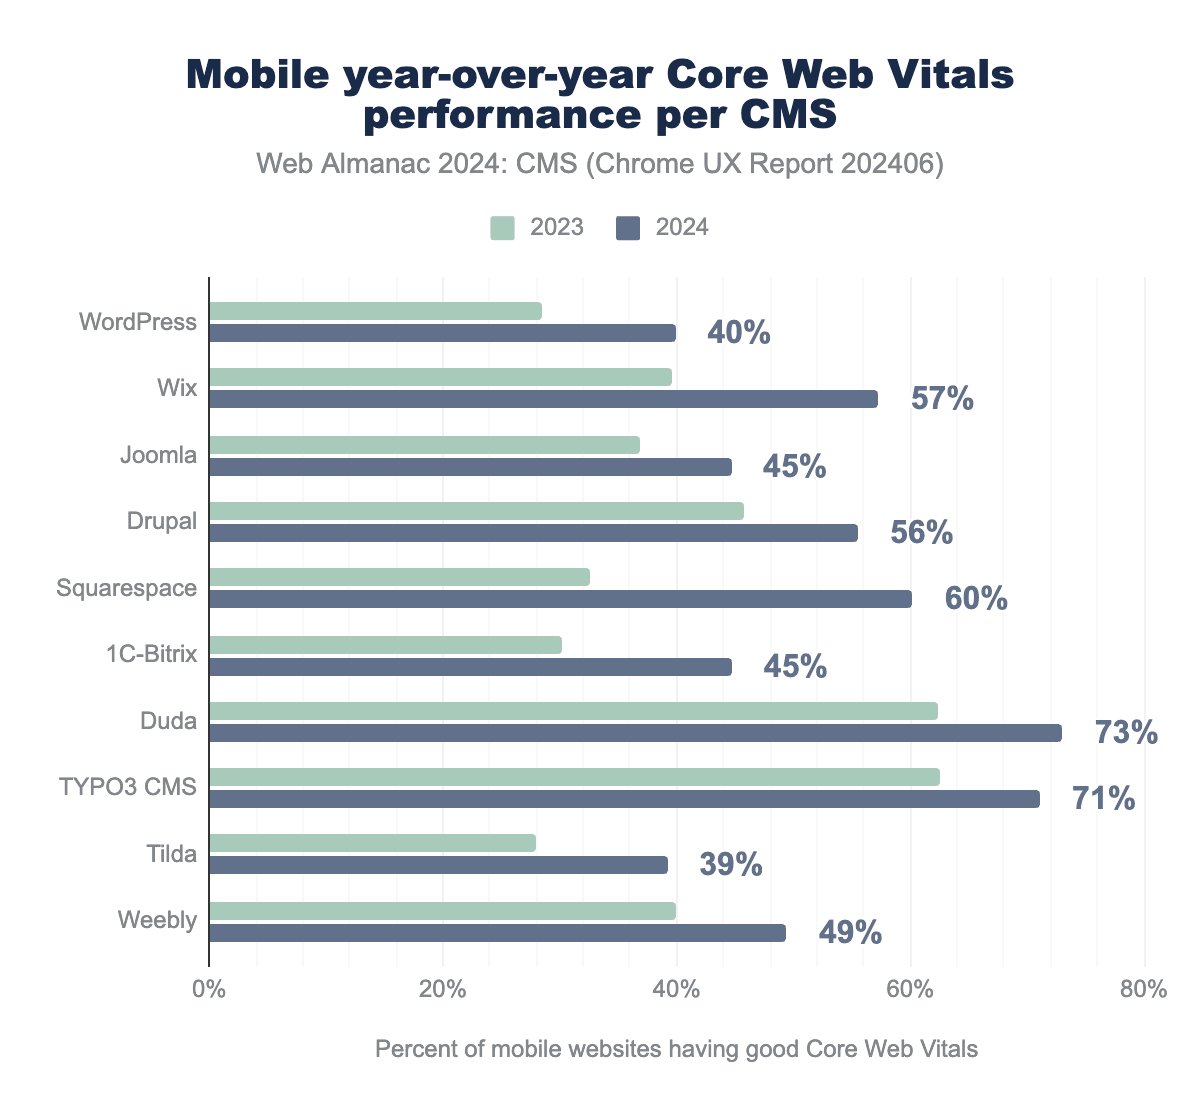 Mobile year-over-year Core Web Vitals
performance per CMS
Web Almanac 2024: CMS (Chrome UX Report 202406)
2023 2024
WordPress 40%
Wix 57%
Joomla 45%
Drupal 56%
Squarespace 60%
1C-Bitrix 45%
Duda 73%
TYPO3 CMS 71%
Tilda 39%
Weebly 49%
0% 20% 40% 60% 80%
Percent of mobile websites having good Core Web Vitals